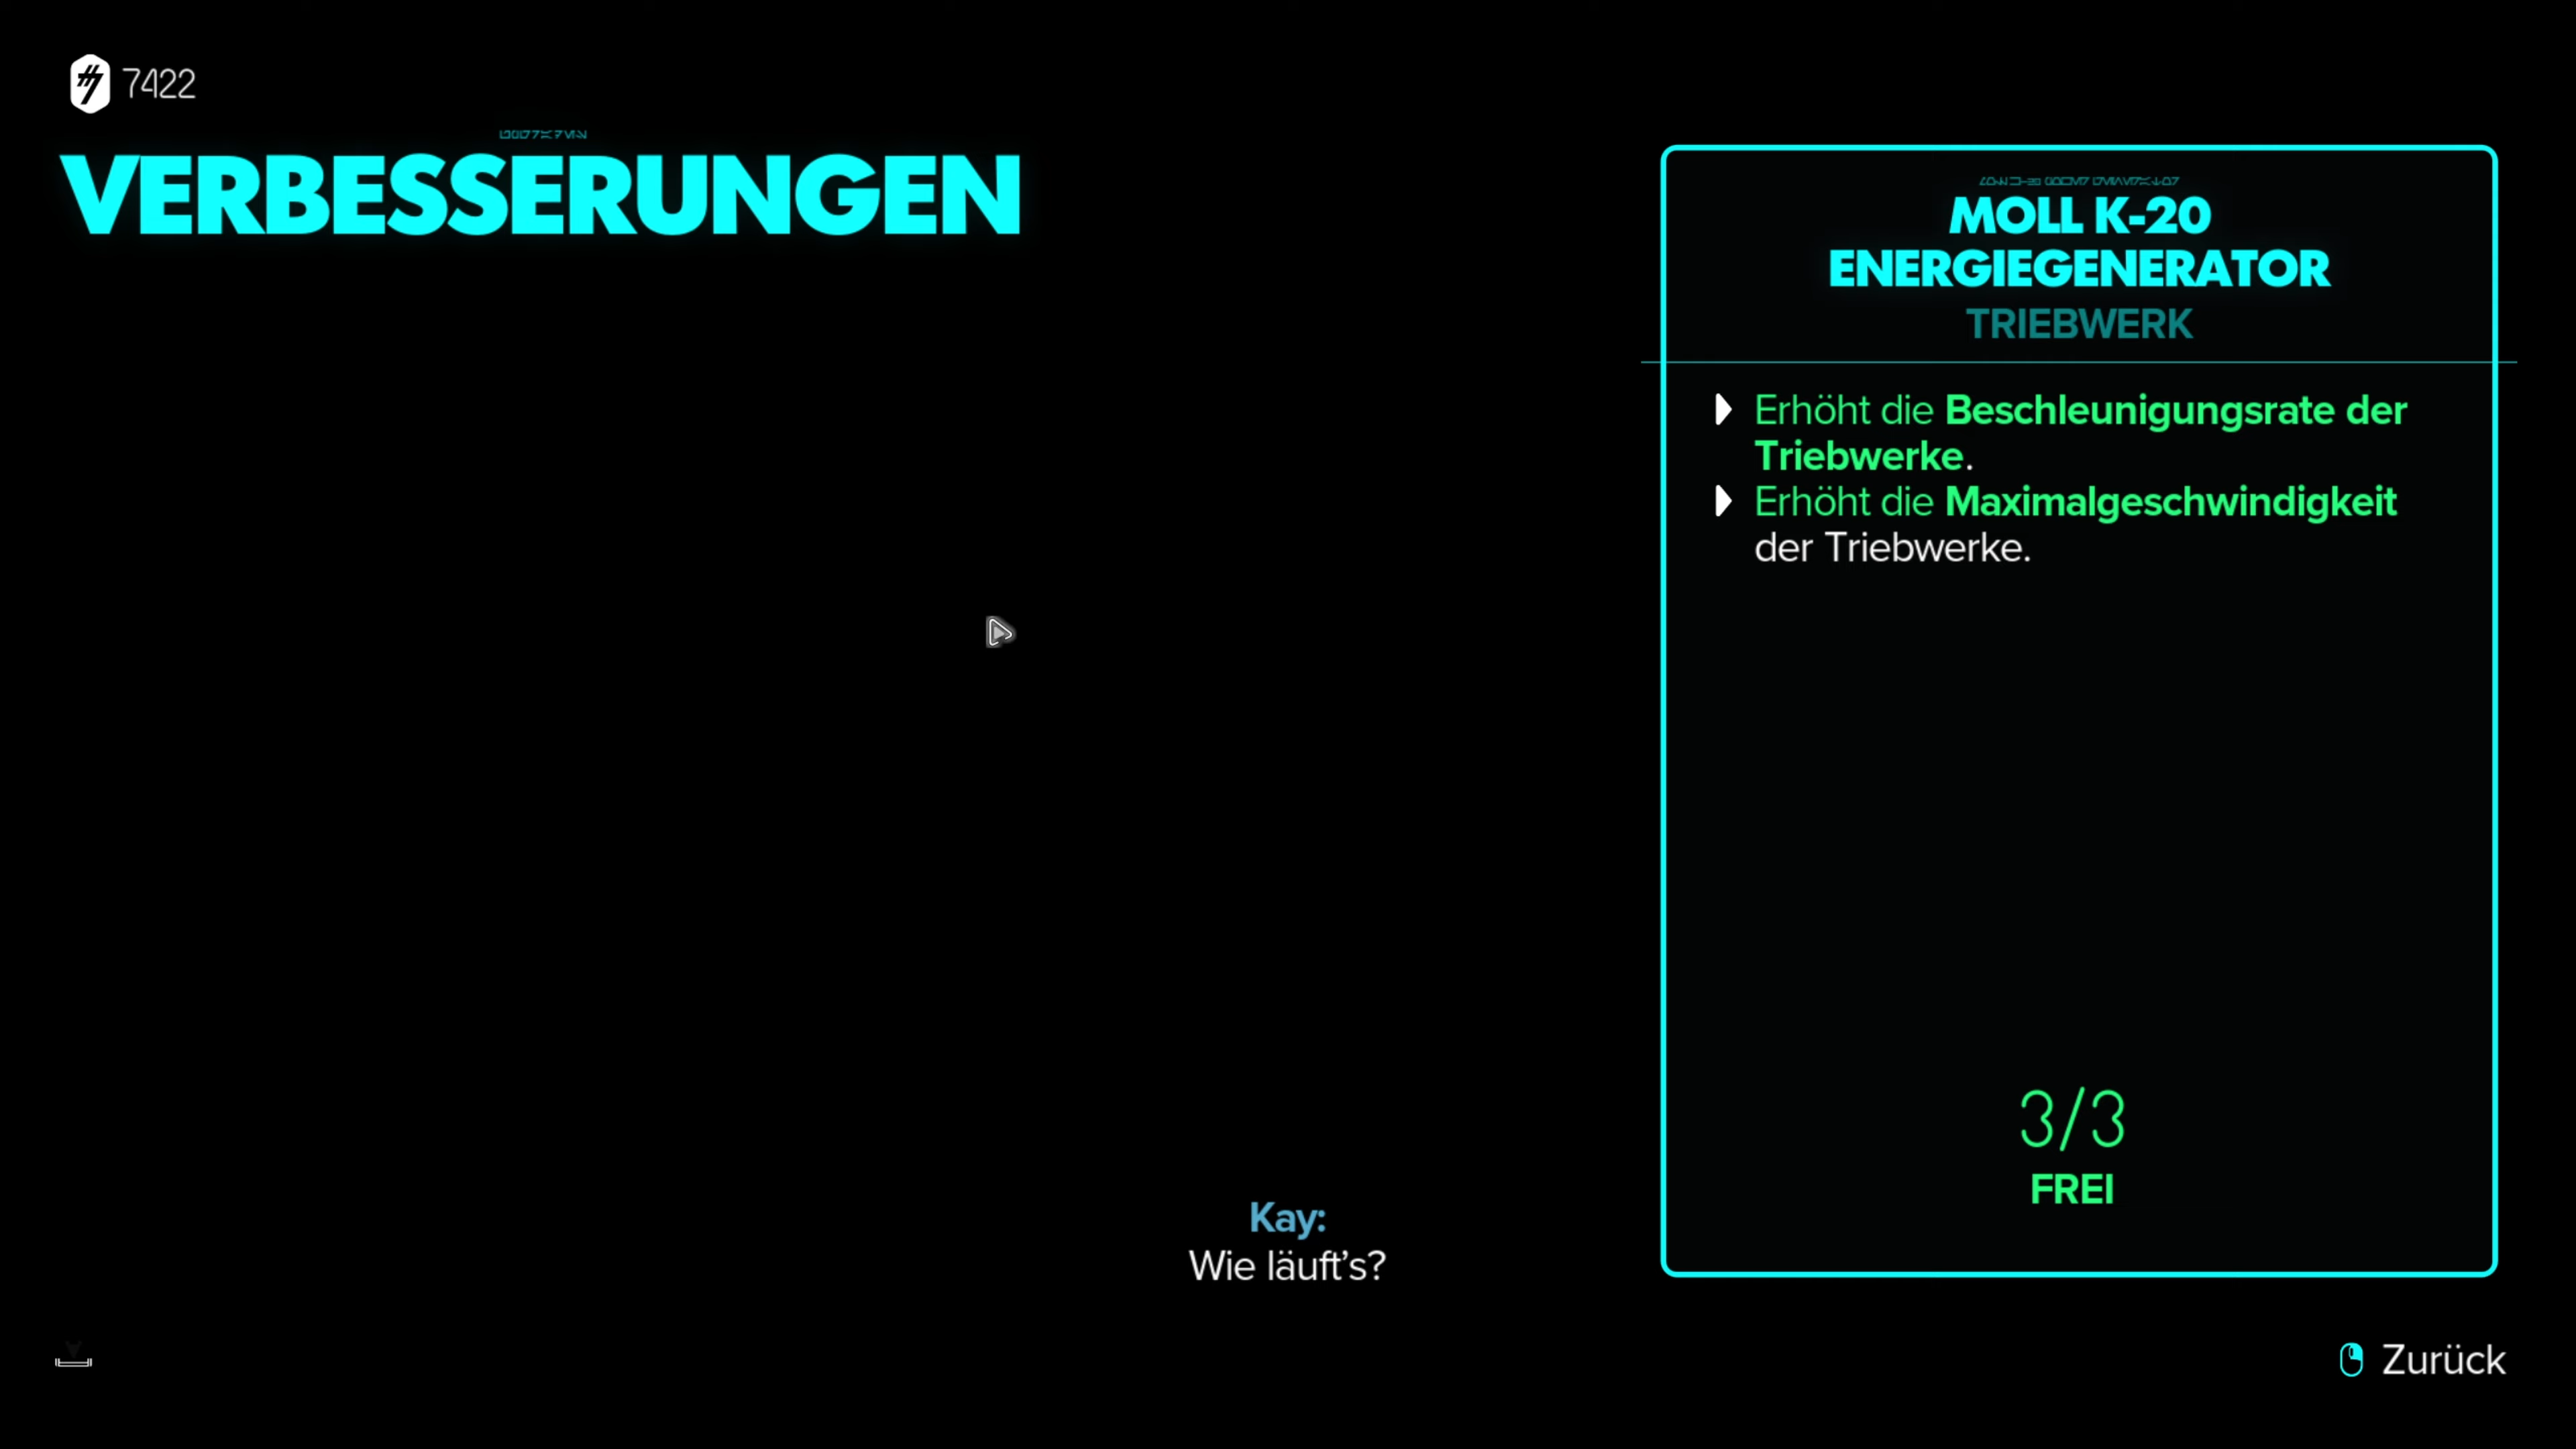 7422
VERBESSERUNGEN
MOLL K-20
ENERGIEGENERATOR
TRIEBWERK
Erhöht die Beschleunigungsrate der
Triebwerke.
Erhöht die Maximalgeschwindigkeit
der Triebwerke.
3/3
FREI
Kay:
Wie läuft's?
Zurück